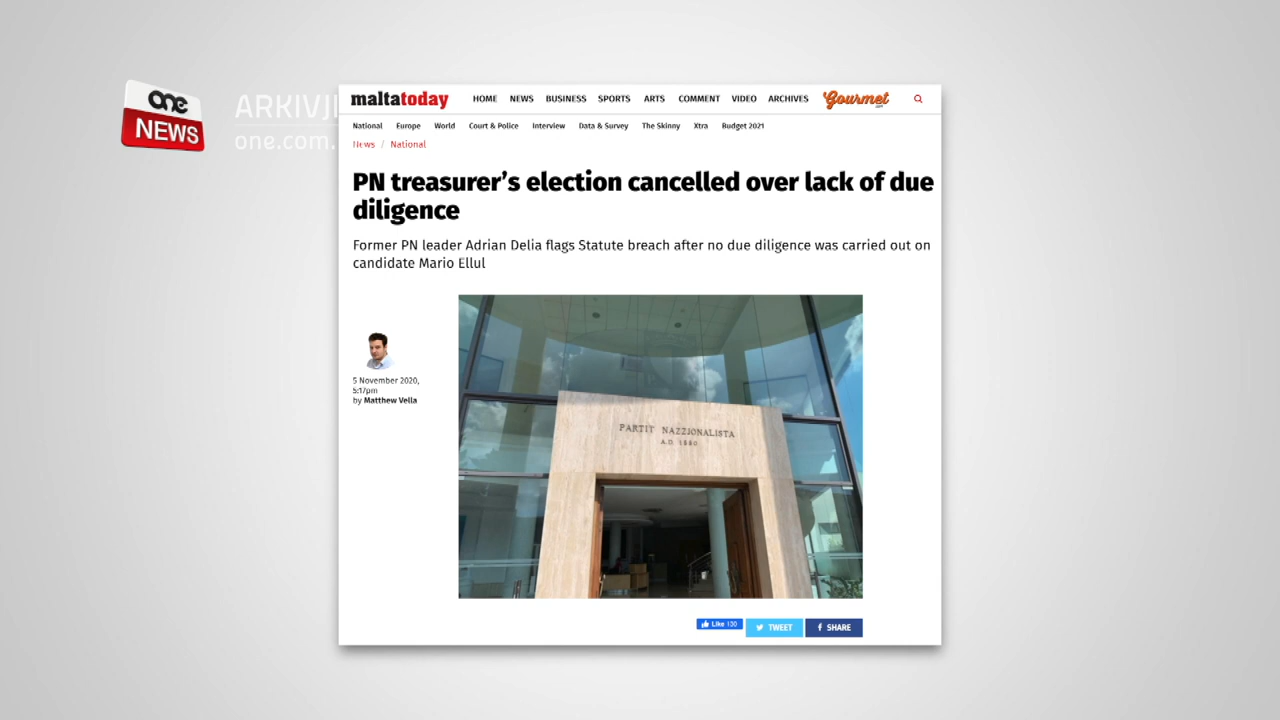 one
NEWS
ARKIVJI
one.com.
maltatoday
HOME NEWS BUSINESS SPORTS ARTS COMMENT VIDEO ARCHIVES Gourmet
National Europe World Court & Police Interview Data & Survey The Skinny Xtra Budget 2021
News / National
PN treasurer’s election cancelled over lack of due
diligence
Former PN leader Adrian Delia flags Statute breach after no due diligence was carried out on
candidate Mario Ellul
5 November 2020,
5:17pm
by Matthew Vella
PARTIT NAZZJONALISTA
A.D. 1880
Like 130 TWEET SHARE